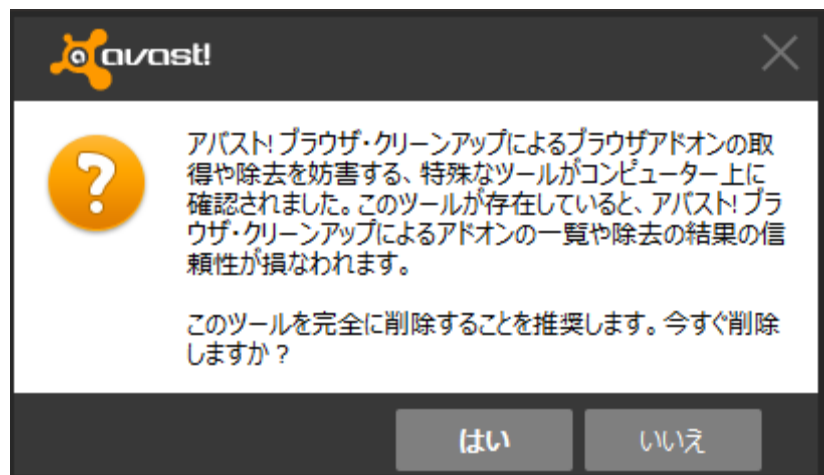 avast!
アバスト! ブラウザ・クリーンアップによるブラウザアドオンの取
得や除去を妨害する、特殊なツールがコンピューター上に
確認されました。このツールが存在していると、アバスト! ブラ
ウザ・クリーンアップによるアドオンの一覧や除去の結果の信
頼性が損なわれます。
このツールを完全に削除することを推奨します。今すぐ削除
しますか？
はい
いいえ